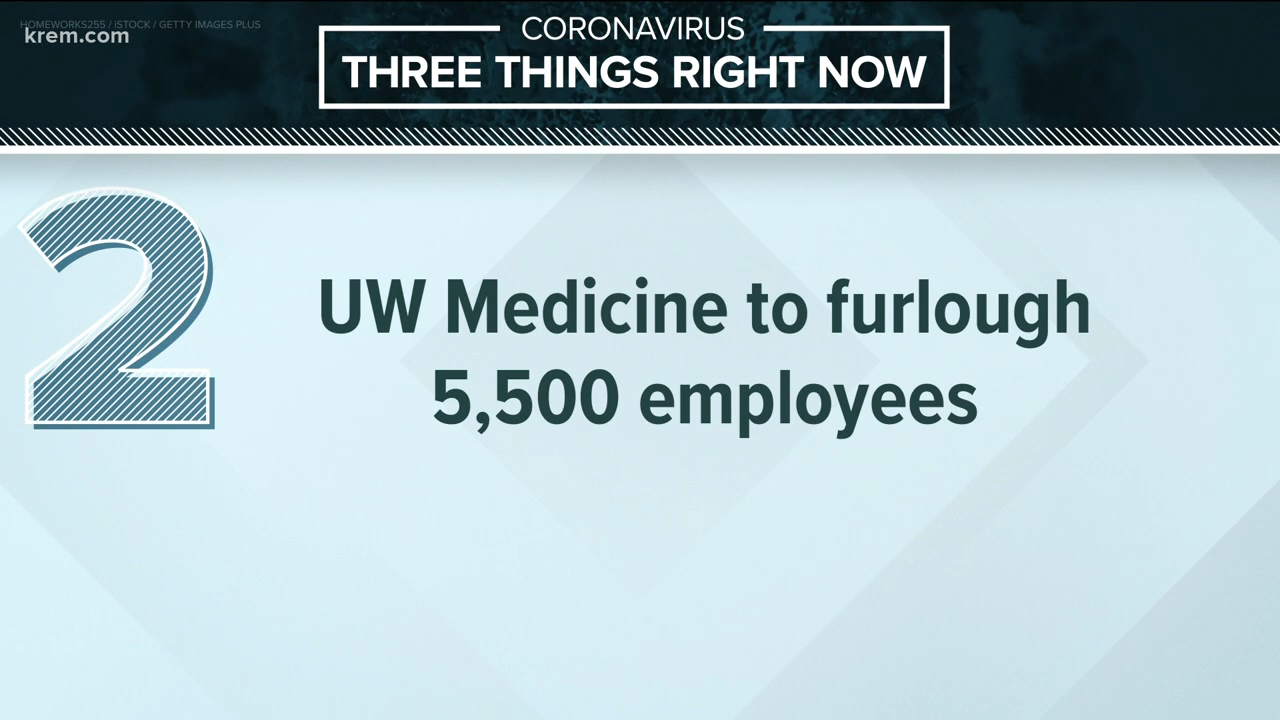 HOMEWORKS255 / iSTOCK / GETTY IMAGES PLUS
krem.com
CORONAVIRUS
THREE THINGS RIGHT NOW
2
UW Medicine to furlough
5,500 employees